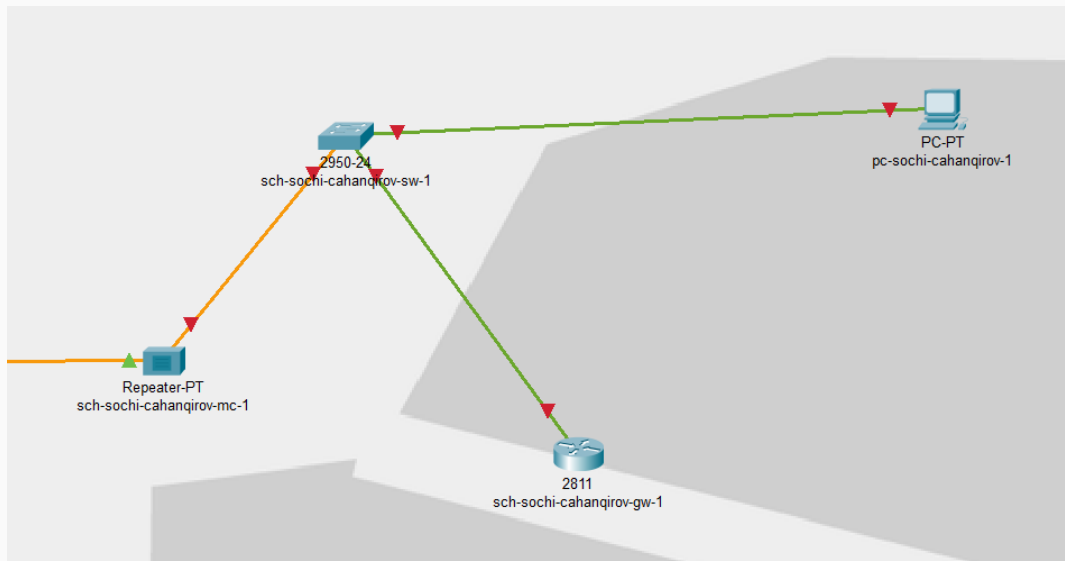 PC-PT
pc-sochi-cahanqirov-1
2950-24
sch-sochi-cahanqirov-sw-1
Repeater-PT
sch-sochi-cahanqirov-mc-1
2811
sch-sochi-cahanqirov-gw-1